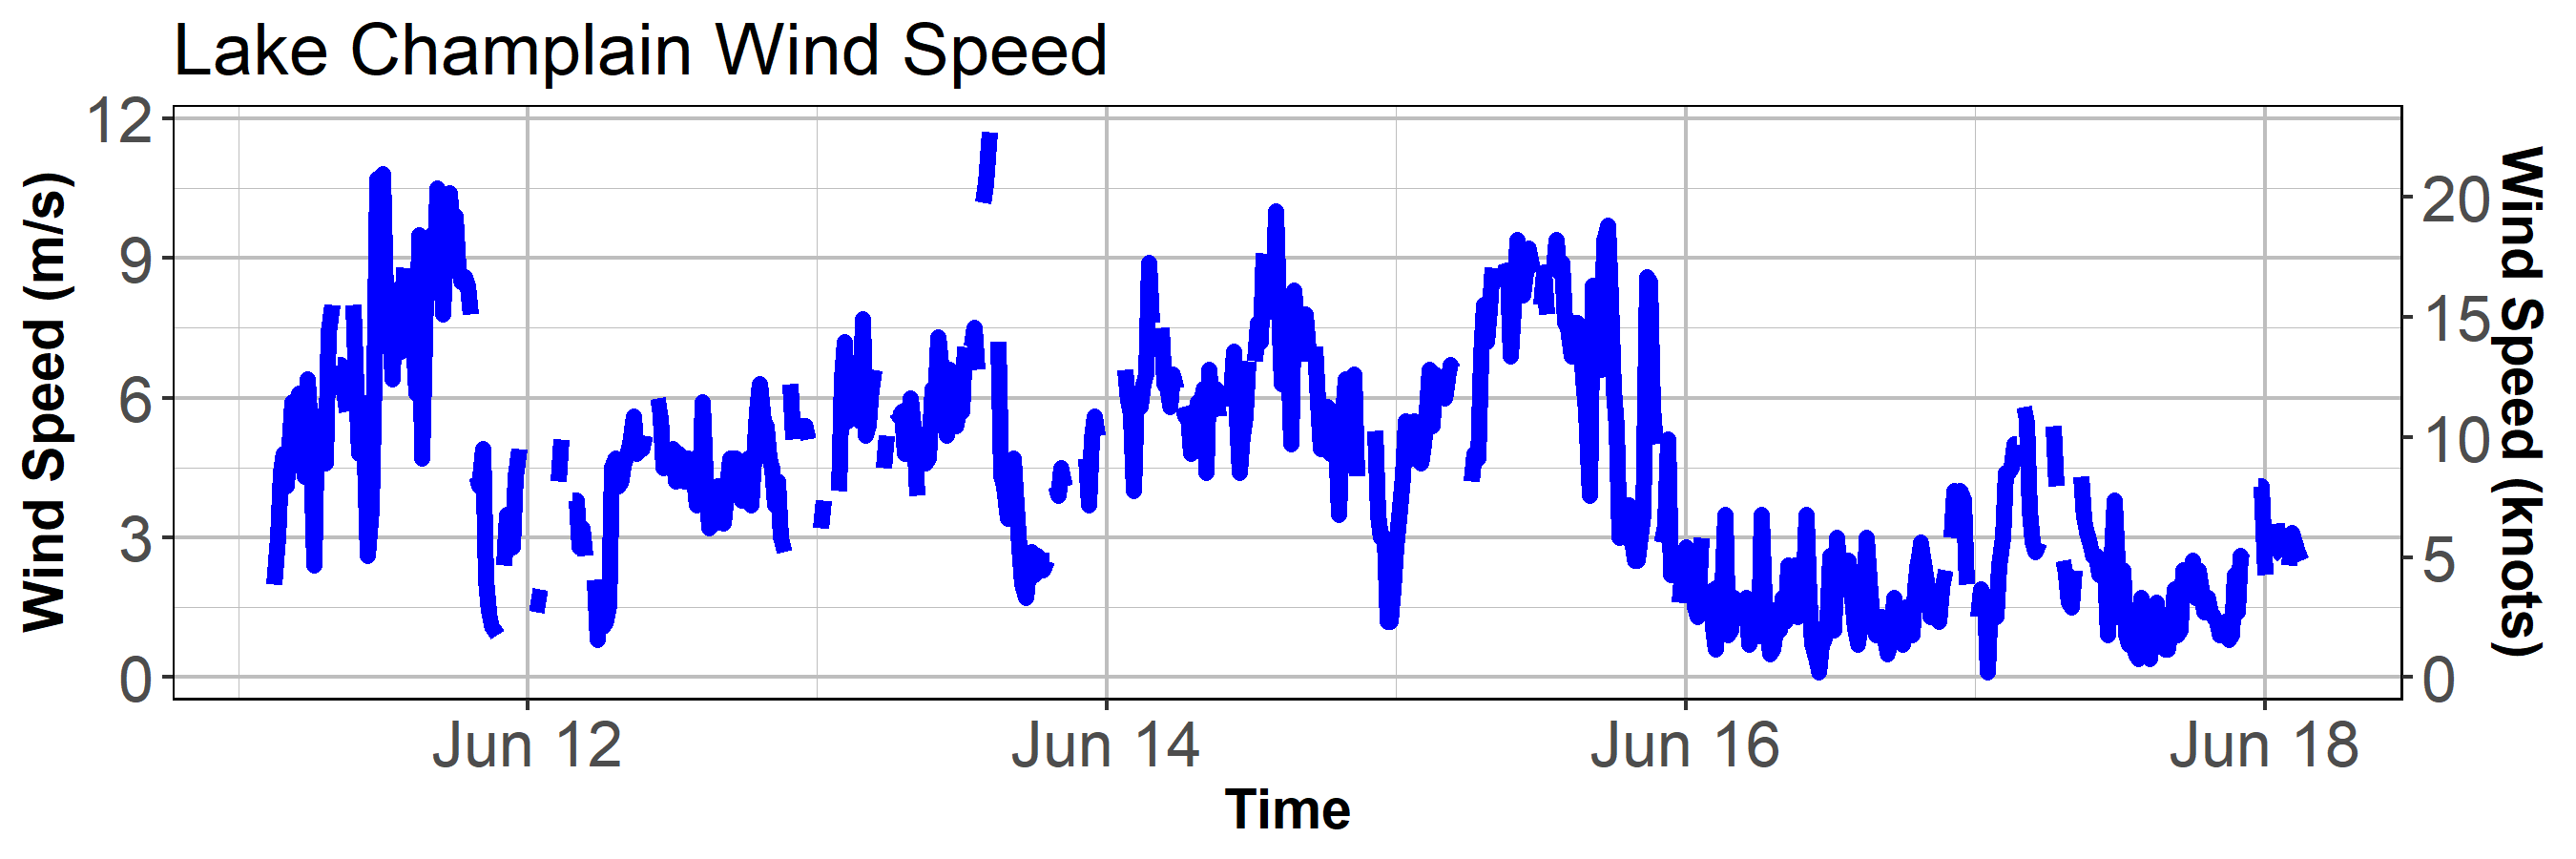 Lake Champlain Wind Speed
Wind Speed (m/s)
12
9
6
3
0
20
15
10
5
0
Wind Speed (knots)
Jun 12
Jun 14
Jun 16
Jun 18
Time